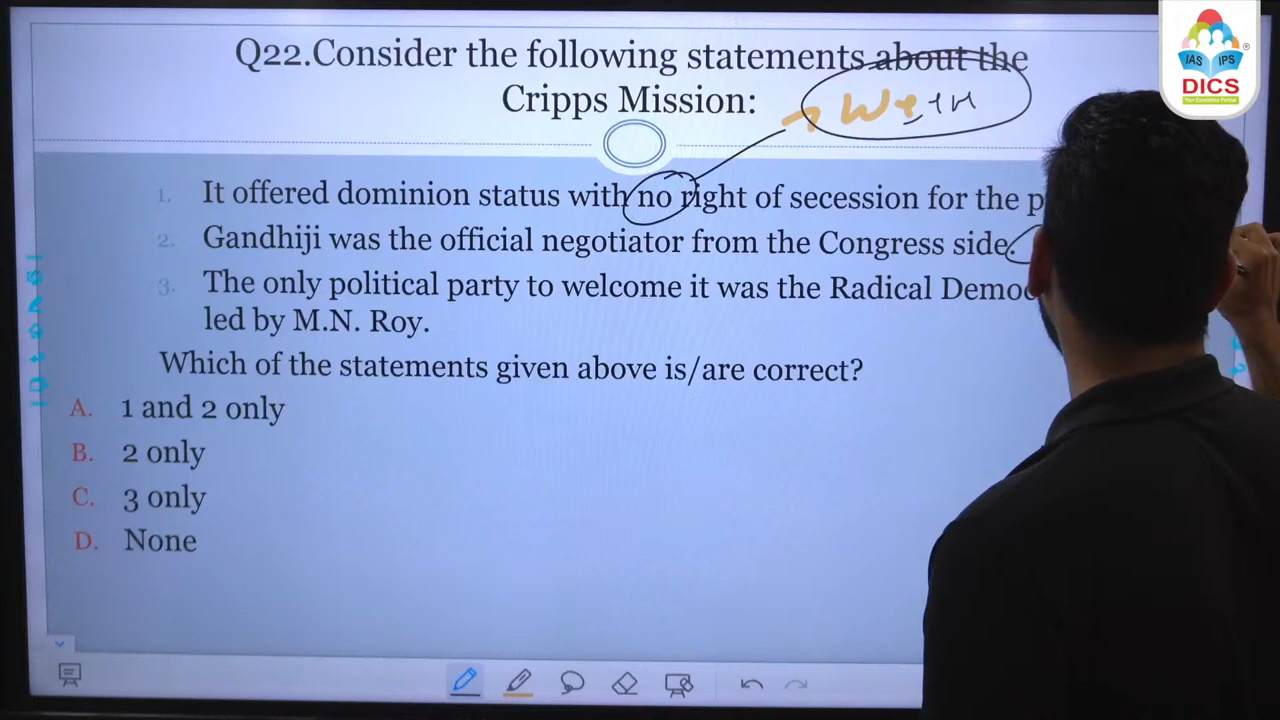 Q22.Consider the following statements about the
Cripps Mission:
With
1. It offered dominion status with no right of secession for the p
2. Gandhiji was the official negotiator from the Congress side.
3. The only political party to welcome it was the Radical Democ
led by M.N. Roy.
Which of the statements given above is/are correct?
A. 1 and 2 only
B. 2 only
C. 3 only
D. None
IAS IPS
DICS